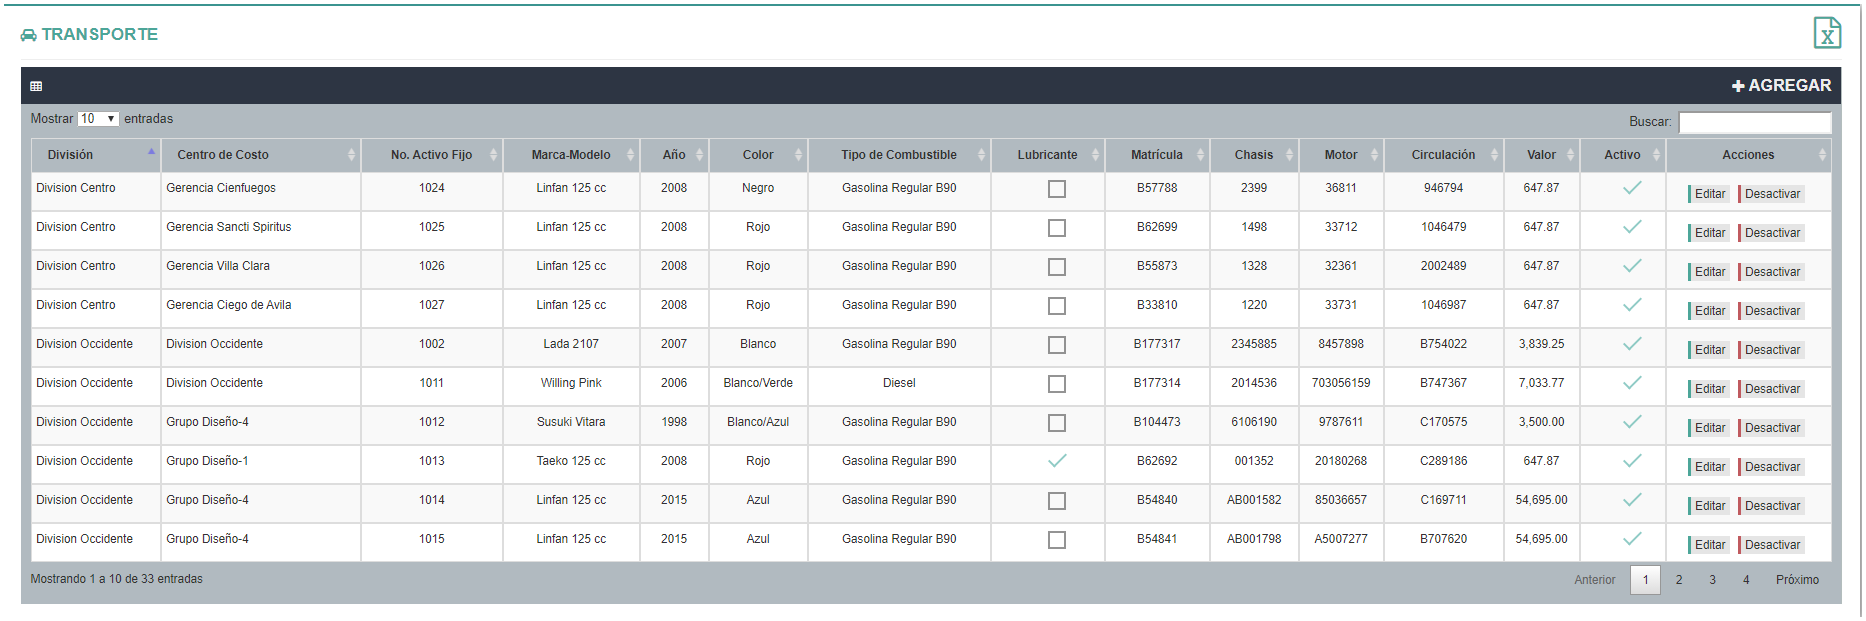 TRANSPORTE
AGREGAR
Mostrar 10 entradas
Buscar:
División Centro de Costo No. Activo Fijo Marca-Modelo Año Color Tipo de Combustible Lubricante Matrícula Chasis Motor Circulación Valor Activo Acciones
Division Centro Gerencia Cienfuegos 1024 Linfan 125 cc 2008 Negro Gasolina Regular B90 B57788 2399 36811 946794 647.87 Editar Desactivar
Division Centro Gerencia Sancti Spiritus 1025 Linfan 125 cc 2008 Rojo Gasolina Regular B90 B62699 1498 33712 1046479 647.87 Editar Desactivar
Division Centro Gerencia Villa Clara 1026 Linfan 125 cc 2008 Rojo Gasolina Regular B90 B55873 1328 32361 2002489 647.87 Editar Desactivar
Division Centro Gerencia Ciego de Avila 1027 Linfan 125 cc 2008 Rojo Gasolina Regular B90 B33810 1220 33731 1046987 647.87 Editar Desactivar
Division Occidente Division Occidente 1002 Lada 2107 2007 Blanco Gasolina Regular B90 B177317 2345885 8457898 B754022 3,839.25 Editar Desactivar
Division Occidente Division Occidente 1011 Willing Pink 2006 Blanco/Verde Diesel B177314 2014536 703056159 B747367 7,033.77 Editar Desactivar
Division Occidente Grupo Diseño-4 1012 Susuki Vitara 1998 Blanco/Azul Gasolina Regular B90 B104473 6106190 9787611 C170575 3,500.00 Editar Desactivar
Division Occidente Grupo Diseño-1 1013 Taeko 125 cc 2008 Rojo Gasolina Regular B90 B62692 001352 20180268 C289186 647.87 Editar Desactivar
Division Occidente Grupo Diseño-4 1014 Linfan 125 cc 2015 Azul Gasolina Regular B90 B54840 AB001582 85036657 C169711 54,695.00 Editar Desactivar
Division Occidente Grupo Diseño-4 1015 Linfan 125 cc 2015 Azul Gasolina Regular B90 B54841 AB001798 A5007277 B707620 54,695.00 Editar Desactivar
Mostrando 1 a 10 de 33 entradas
Anterior 1 2 3 4 Próximo